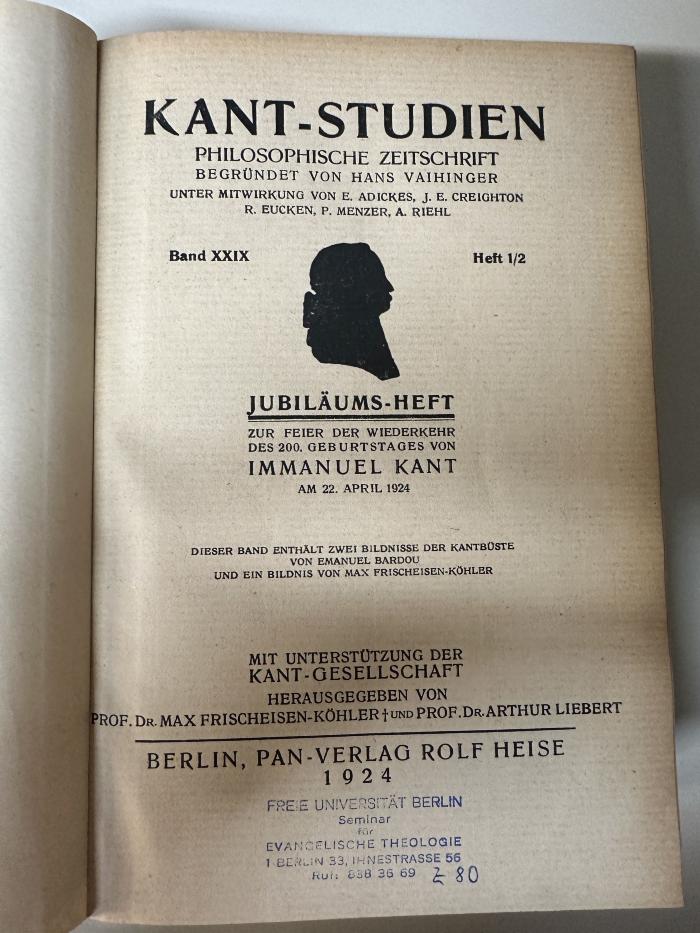 KANT-STUDIEN
PHILOSOPHISCHE ZEITSCHRIFT
BEGRÜNDET VON HANS VAIHINGER
UNTER MITWIRKUNG VON E. ADICKES, J. E. CREIGHTON
R. EUCKEN, P. MENZER, A. RIEHL
Band XXIX Heft 1/2
JUBILÄUMS-HEFT
ZUR FEIER DER WIEDERKEHR
DES 200. GEBURTSTAGES VON
IMMANUEL KANT
AM 22. APRIL 1924
DIESER BAND ENTHÄLT ZWEI BILDNISSE DER KANTBÜSTE
VON EMANUEL BARDOU
UND EIN BILDNIS VON MAX FRISCHEISEN-KÖHLER
MIT UNTERSTÜTZUNG DER
KANT-GESELLSCHAFT
HERAUSGEGEBEN VON
PROF. DR. MAX FRISCHEISEN-KÖHLER † UND PROF. DR. ARTHUR LIEBERT
BERLIN, PAN-VERLAG ROLF HEISE
1924
FREIE UNIVERSITÄT BERLIN
Seminar
für
EVANGELISCHE THEOLOGIE
1 BERLIN 33, IHNESTRASSE 56
Ruf: 838 36 69 Z 80